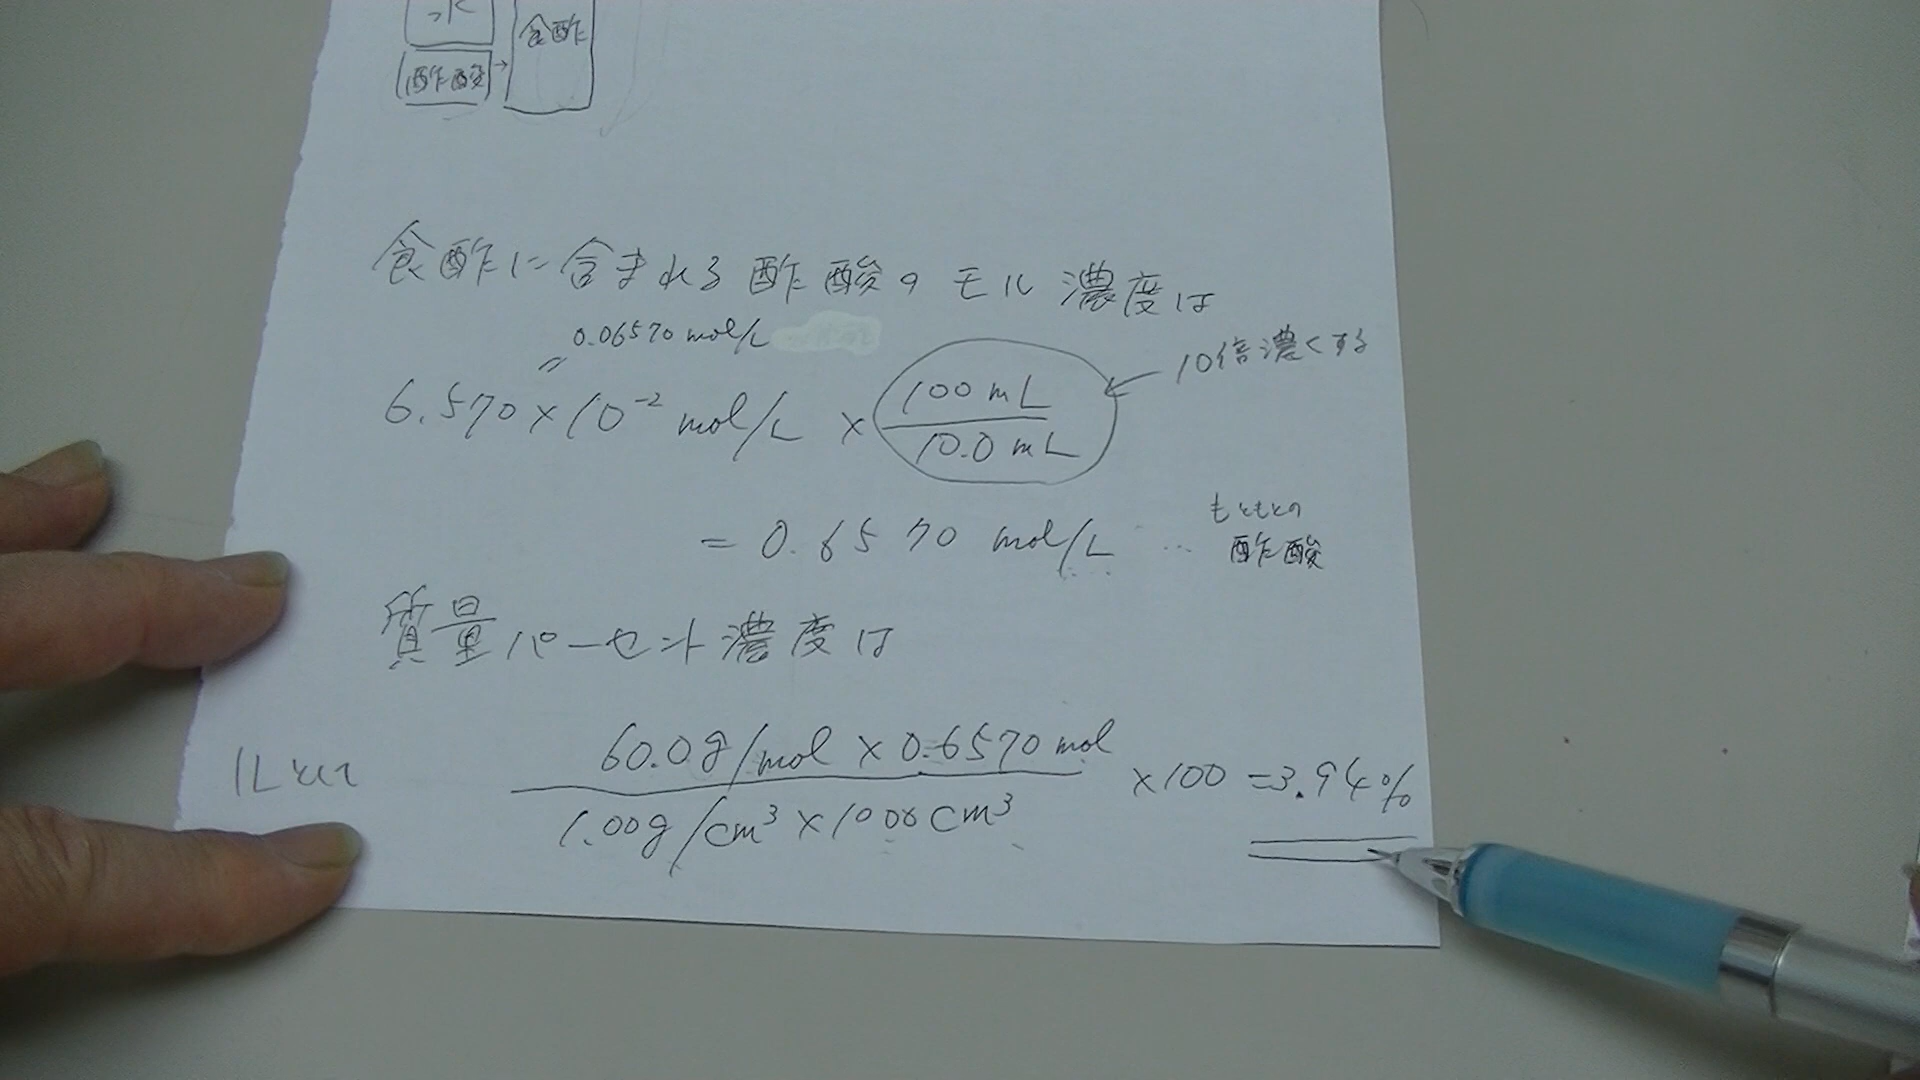 水
食酢
酢酸 →
食酢に含まれる酢酸のモル濃度は
0.06570 mol/L
=
6.570×10⁻² mol/L × 100 mL / 10.0 mL
← 10倍濃くする
= 0.6570 mol/L … もともとの
酢酸
質量パーセント濃度は
1Lとして
60.0g/mol × 0.6570 mol
1.00g/cm³ × 1000 cm³
×100 = 3.94%